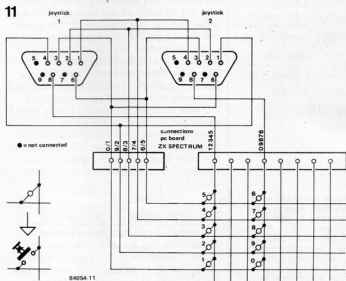 11
joystick
1
joystick
2
5 4 3 2 1
9 8 7 6
5 4 3 2 1
9 8 7 6
n not connected
connections
pc board
ZX SPECTRUM
0/1
9/2
8/3
7/4
6/5
12345
09876
5
6
4
7
3
8
2
9
1
0
84054-11